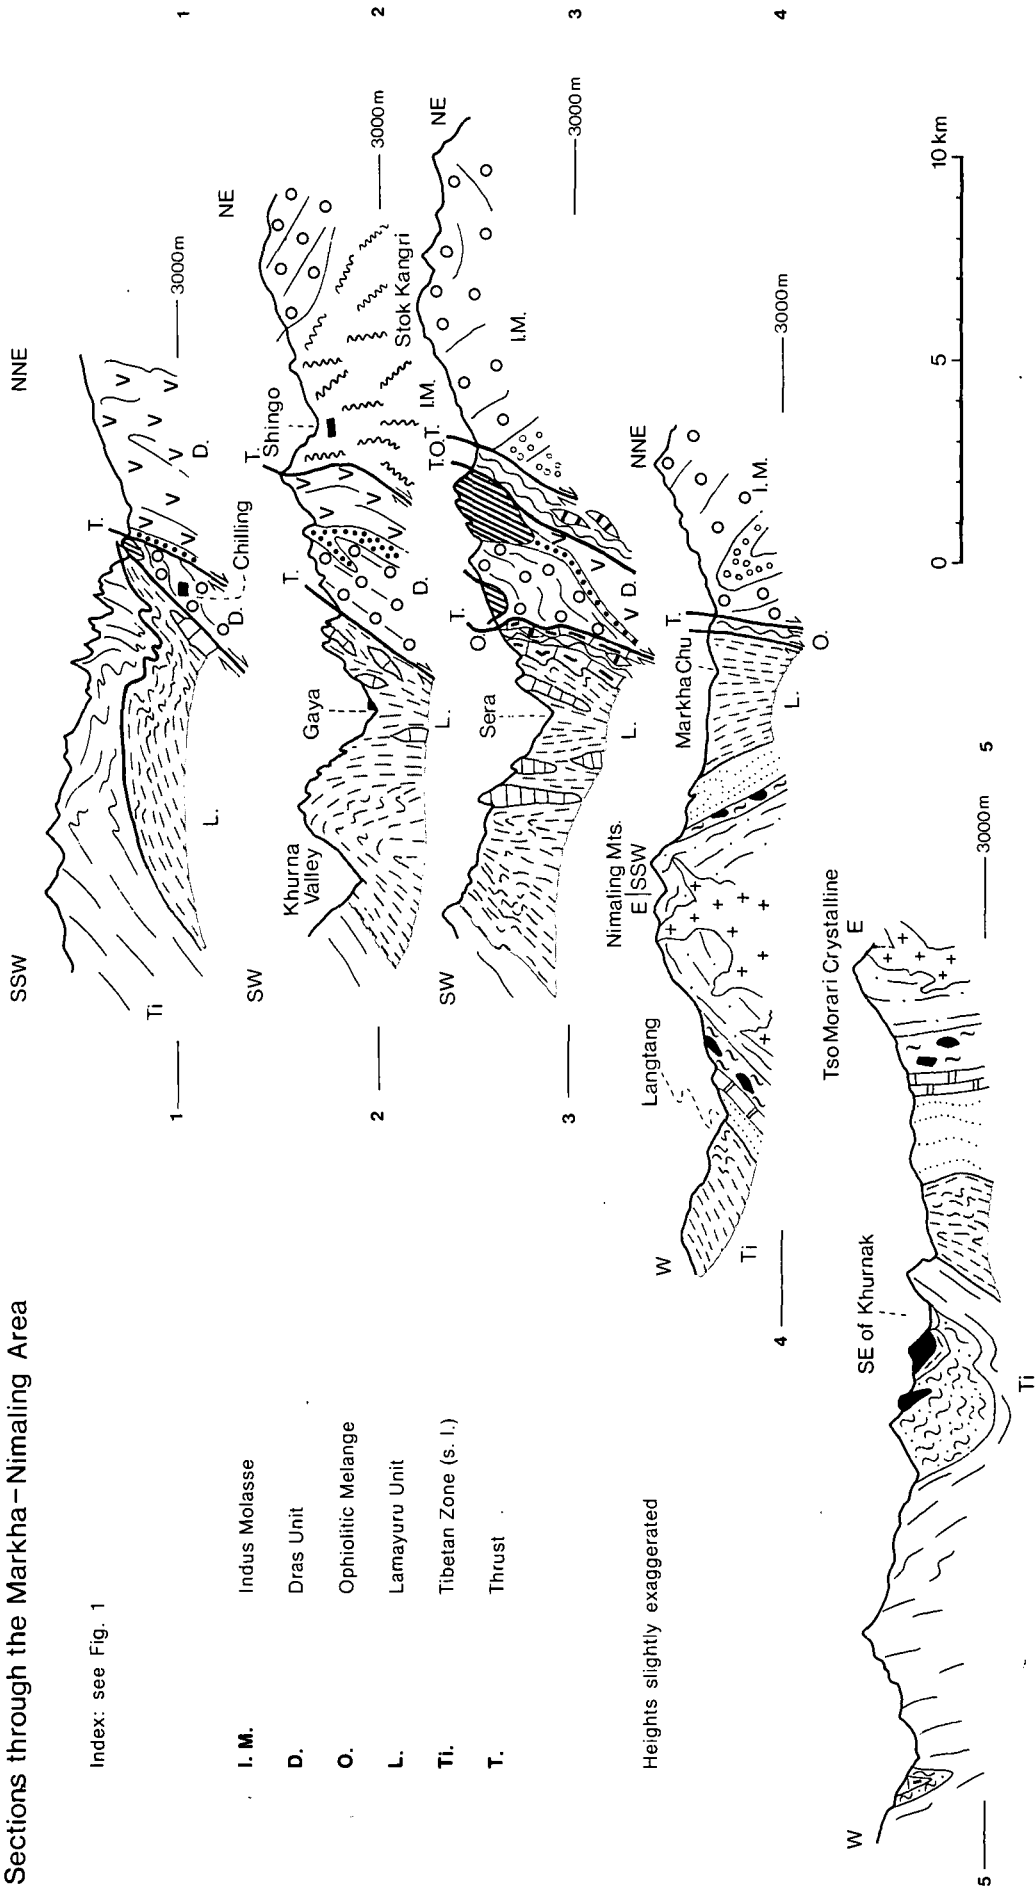 Sections through the Markha-Nimaling Area
Index: see Fig. 1
I. M. Indus Molasse
D. Dras Unit
O. Ophiolitic Melange
L. Lamayuru Unit
Ti. Tibetan Zone (s. l.)
T. Thrust
Heights slightly exaggerated
SSW
NNE
1
3000m
1
T.
Chilling
D.
D.
L.
Ti
SW
NE
2
3000m
2
Khurna
Valley
Gaya
T.
T.
Shingo
L.
D.
I.M.
SW
NE
3
3000m
3
Sera
O.
T.
T.O.T.
Stok Kangri
L.
D.
I.M.
W
NNE
4
3000m
4
Langtang
Nimaling Mts.
E|SSW
Markha Chu
T.
Ti
L.
O.
I.M.
0
5
10 km
W
E
5
3000m
5
SE of Khurnak
Tso Morari Crystalline
Ti